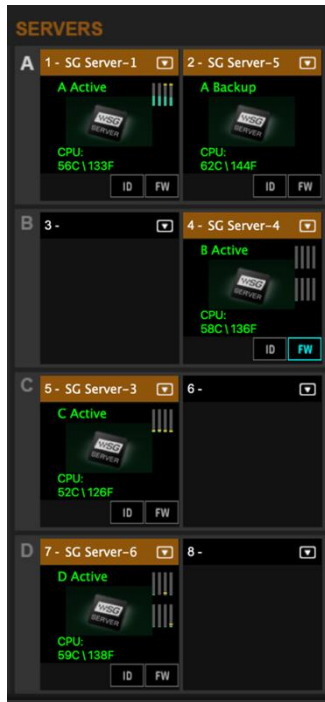 SERVERS
A
1 - SG Server-1
A Active
WSG
SERVER
CPU:
56C\133F
ID FW
2 - SG Server-5
A Backup
WSG
SERVER
CPU:
62C\144F
ID FW
B
3 -
4 - SG Server-4
B Active
WSG
SERVER
CPU:
58C\136F
ID FW
C
5 - SG Server-3
C Active
WSG
SERVER
CPU:
52C\126F
ID FW
6 -
D
7 - SG Server-6
D Active
WSG
SERVER
CPU:
59C\138F
ID FW
8 -